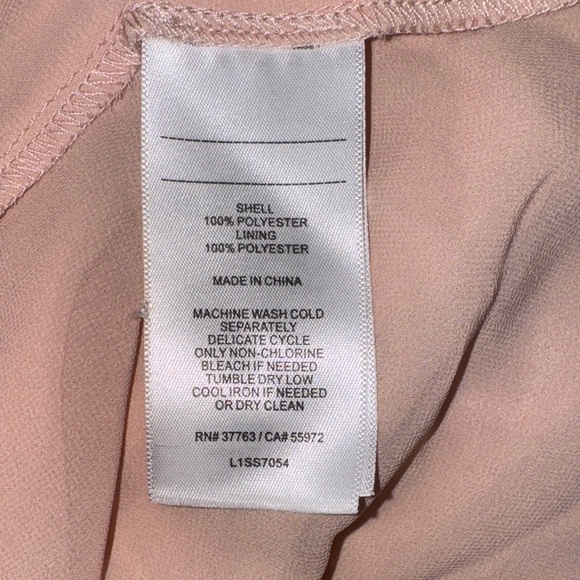 SHELL
100% POLYESTER
LINING
100% POLYESTER
MADE IN CHINA
MACHINE WASH COLD
SEPARATELY
DELICATE CYCLE
ONLY NON-CHLORINE
BLEACH IF NEEDED
TUMBLE DRY LOW
COOL IRON IF NEEDED
OR DRY CLEAN
RN# 37763 / CA# 55972
L1SS7054